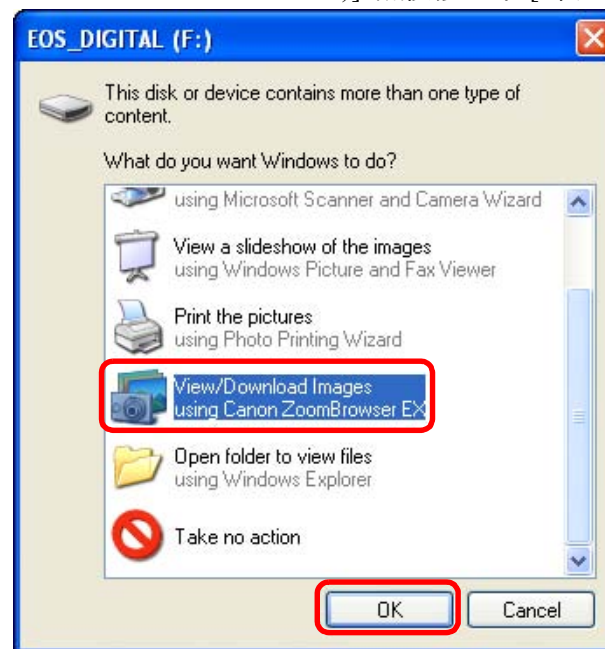 EOS_DIGITAL (F:)
This disk or device contains more than one type of
content.
What do you want Windows to do?
using Microsoft Scanner and Camera Wizard
View a slideshow of the images
using Windows Picture and Fax Viewer
Print the pictures
using Photo Printing Wizard
View/Download Images
using Canon ZoomBrowser EX
Open folder to view files
using Windows Explorer
Take no action
OK
Cancel